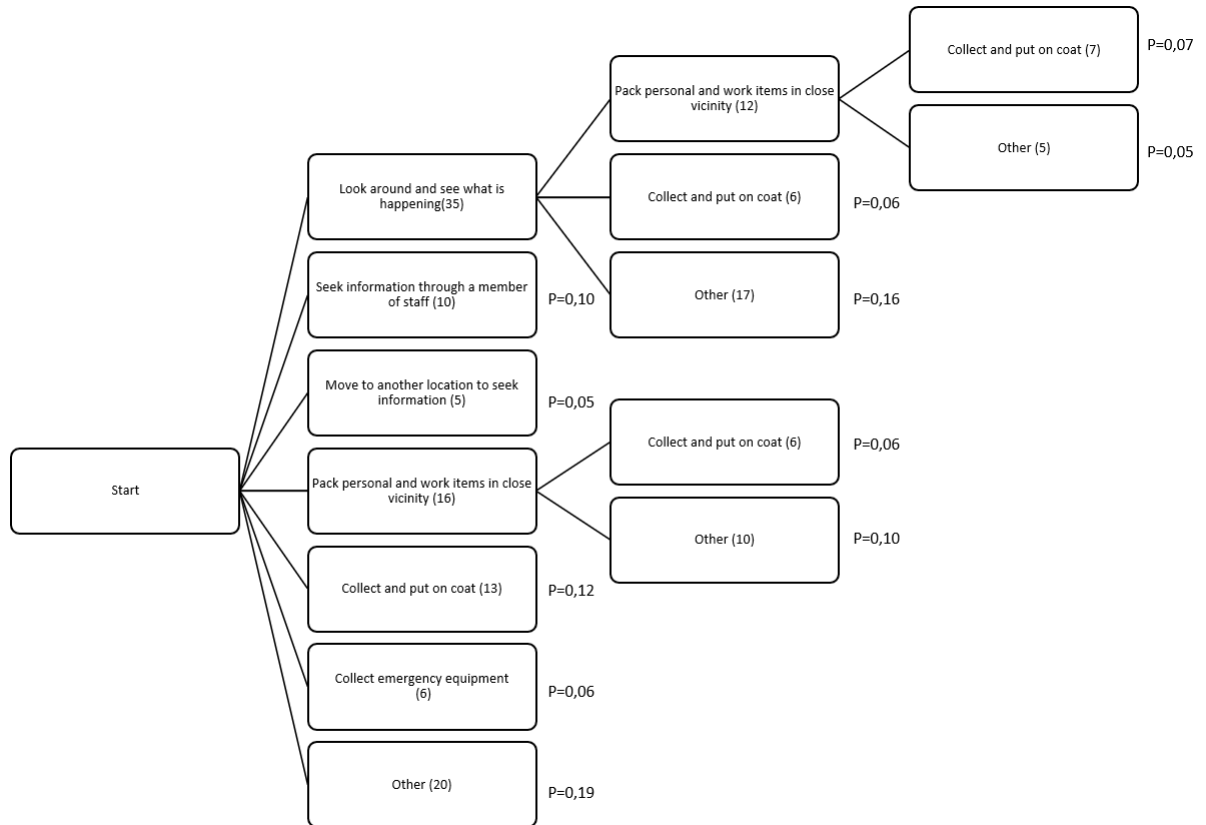 Start
Look around and see what is
happening(35)
Pack personal and work items in close
vicinity (12)
Collect and put on coat (7)
P=0,07
Other (5)
P=0,05
Collect and put on coat (6)
P=0,06
Other (17)
P=0,16
Seek information through a member
of staff (10)
P=0,10
Move to another location to seek
information (5)
P=0,05
Pack personal and work items in close
vicinity (16)
Collect and put on coat (6)
P=0,06
Other (10)
P=0,10
Collect and put on coat (13)
P=0,12
Collect emergency equipment
(6)
P=0,06
Other (20)
P=0,19